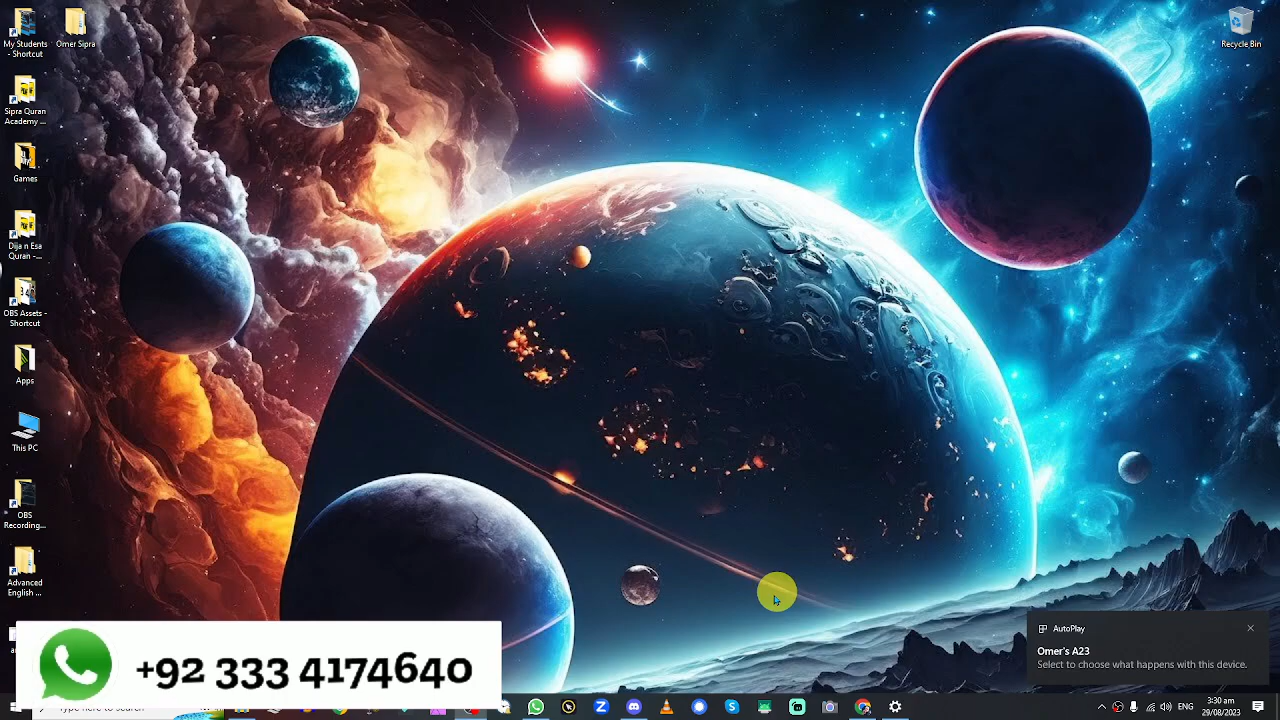 My Students
- Shortcut
Omer Sipra
Recycle Bin
Sipra Quran
Academy ...
Games
Dija n Esa
Quran - ...
OBS Assets -
Shortcut
Apps
This PC
OBS
Recording...
Advanced
English ...
AutoPlay
Omer's A23
Select to choose what happens with this device.
+92 333 4174640
Type here to search
3:30 am
29/08/2024